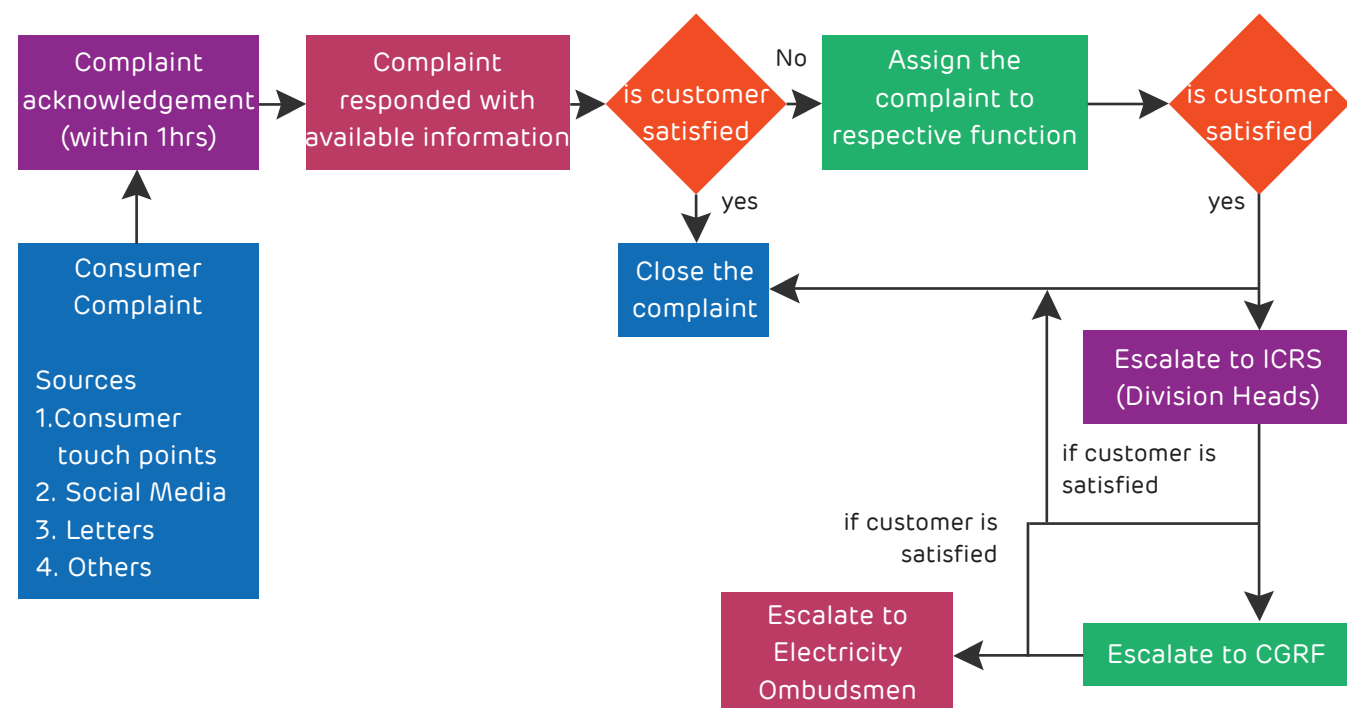 Complaint
acknowledgement
(within 1hrs)
Complaint
responded with
available information
is customer
satisfied
No
Assign the
complaint to
respective function
is customer
satisfied
yes
yes
Consumer
Complaint
Sources
1.Consumer
touch points
2. Social Media
3. Letters
4. Others
Close the
complaint
Escalate to ICRS
(Division Heads)
if customer is
satisfied
if customer is
satisfied
Escalate to
Electricity
Ombudsmen
Escalate to CGRF